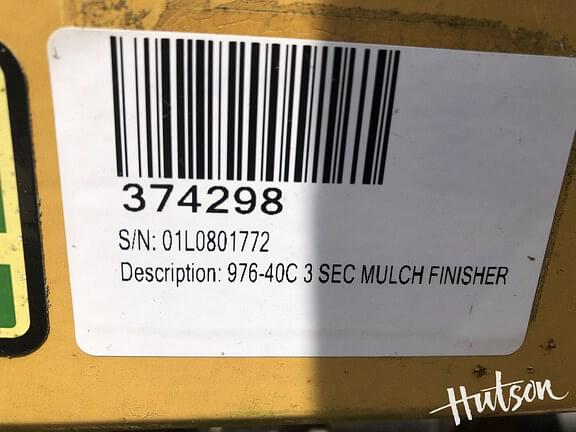 374298
S/N: 01L0801772
Description: 976-40C 3 SEC MULCH FINISHER
Hutson